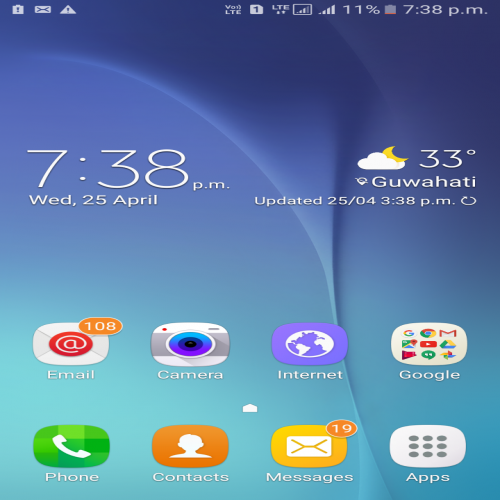 Vo)) LTE 1 LTE 11% 7:38 p.m.
7:38 p.m.
Wed, 25 April
33°
Guwahati
Updated 25/04 3:38 p.m.
108
Email Camera Internet Google
19
Phone Contacts Messages Apps